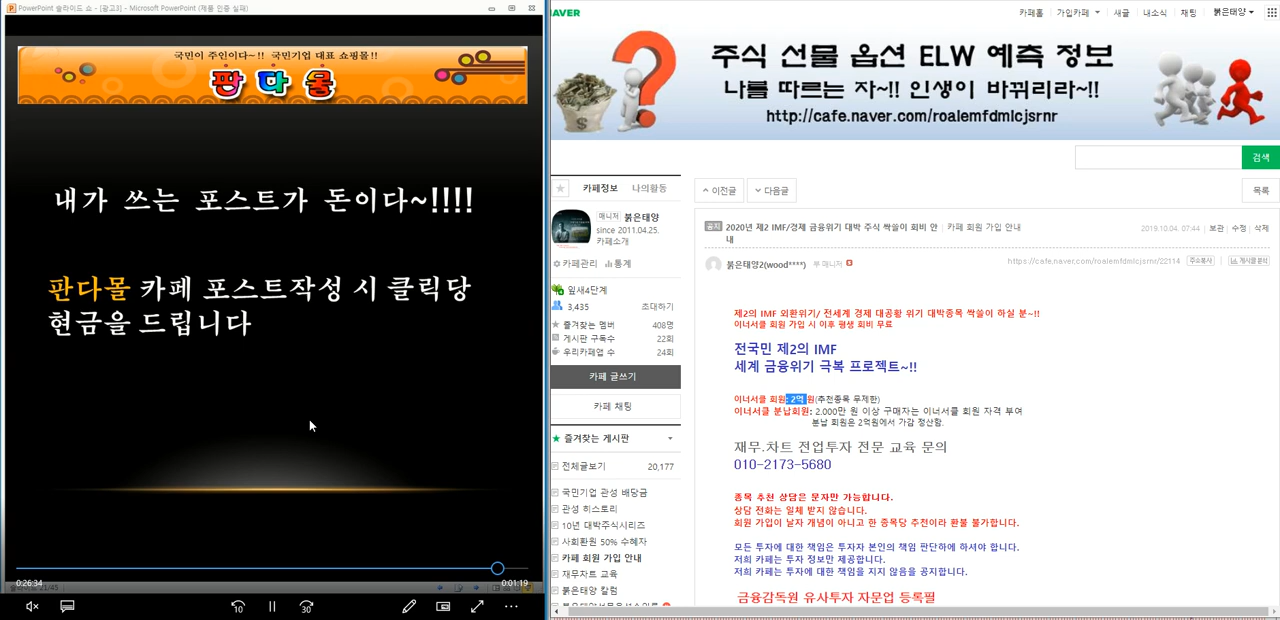 PowerPoint 슬라이드 쇼 - [광고3] - Microsoft PowerPoint (제품 인증 실패)
국민이 주인이다~!! 국민기업 대표 쇼핑몰!!
판다몰
내가 쓰는 포스트가 돈이다~!!!!
판다몰 카페 포스트작성 시 클릭당
현금을 드립니다
0:26:34
0:01:19
10
30
NAVER
카페홈 가입카페 새글 내소식 채팅 붉은태양
주식 선물 옵션 ELW 예측 정보
나를 따르는 자~!! 인생이 바뀌리라~!!
http://cafe.naver.com/roalemfdmlcjsrnr
검색
카페정보 나의활동
매니저 붉은태양
since 2011.04.25.
카페소개
카페관리 통계
잎새4단계
3,435 초대하기
즐겨찾는 멤버 408명
게시판 구독수 22회
우리카페앱 수 24회
카페 글쓰기
카페 채팅
즐겨찾는 게시판
전체글보기 20,177
국민기업 관성 배당금
관성 히스토리
10년 대박주식시리즈
사회환원 50% 수혜자
카페 회원 가입 안내
재무차트 교육
붉은태양 칼럼
이전글 다음글 목록
공지 2020년 제2 IMF/경제 금융위기 대박 주식 싹쓸이 회비 안내 | 카페 회원 가입 안내
2019.10.04. 07:44 | 보관 | 수정 | 삭제
붉은태양2(wood****) 부매니저
https://cafe.naver.com/roalemfdmlcjsrnr/22114 주소복사 게시글분석
제2의 IMF 외환위기/ 전세계 경제 대공황 위기 대박종목 싹쓸이 하실 분~!!
이너서클 회원 가입 시 이후 평생 회비 무료
전국민 제2의 IMF
세계 금융위기 극복 프로젝트~!!
이너서클 회원: 2억 원(추천종목 무제한)
이너서클 분납회원: 2.000만 원 이상 구매자는 이너서클 회원 자격 부여
분납 회원은 2억원에서 가감 정산함.
재무.차트 전업투자 전문 교육 문의
010-2173-5680
종목 추천 상담은 문자만 가능합니다.
상담 전화는 일체 받지 않습니다.
회원 가입이 날자 개념이 아니고 한 종목당 추천이라 환불 불가합니다.
모든 투자에 대한 책임은 투자자 본인의 책임 판단하에 하셔야 합니다.
저희 카페는 투자 정보만 제공합니다.
저희 카페는 투자에 대한 책임을 지지 않음을 공지합니다.
금융감독원 유사투자 자문업 등록필